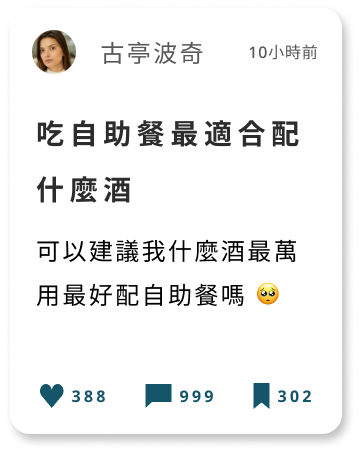 古亭波奇
10小時前
吃自助餐最適合配
什麼酒
可以建議我什麼酒最萬
用最好配自助餐嗎 🥺
388
999
302